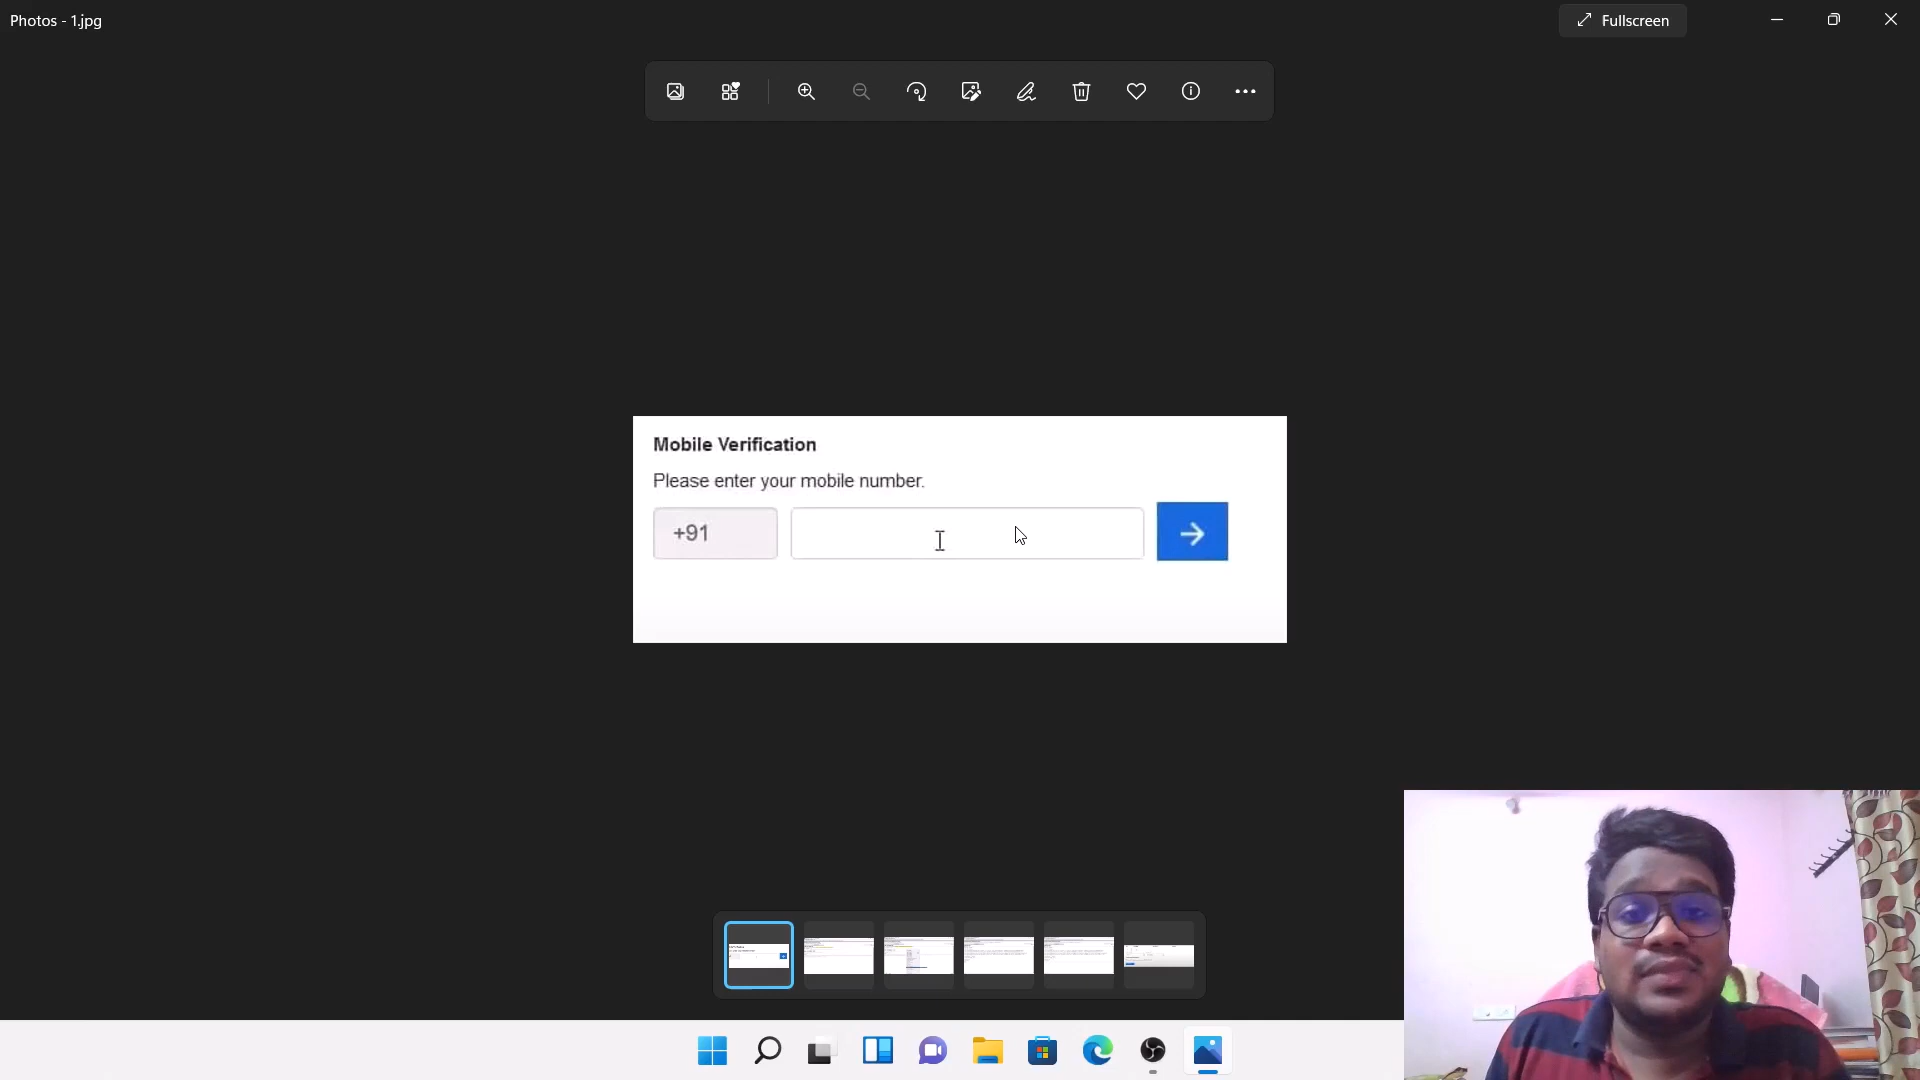 Photos - 1.jpg
Fullscreen
Mobile Verification
Please enter your mobile number.
+91